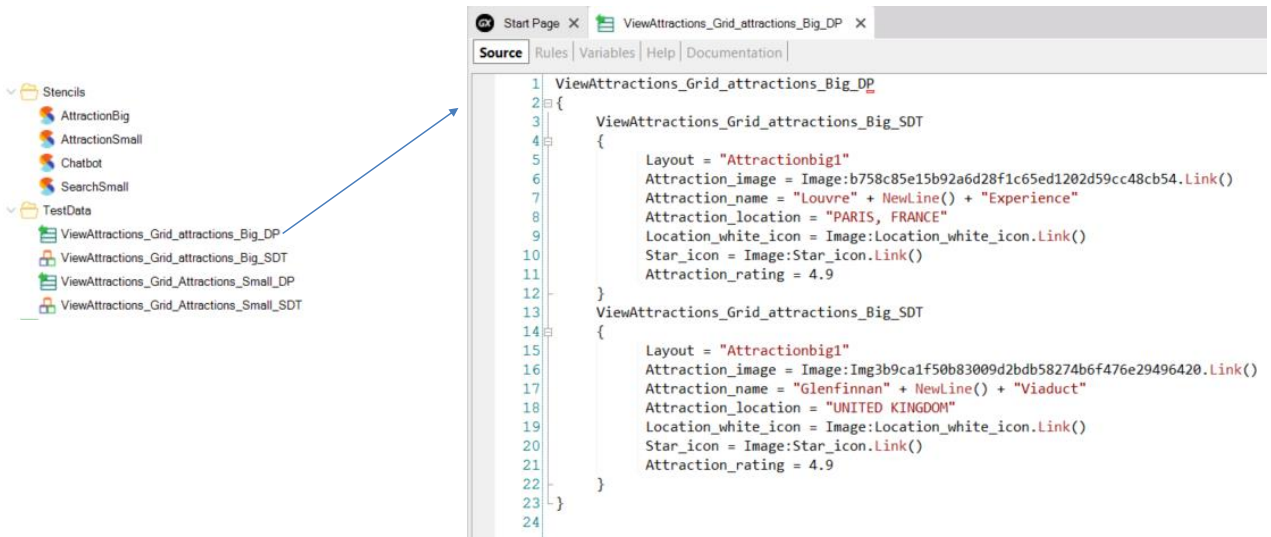 Stencils
AttractionBig
AttractionSmall
Chatbot
SearchSmall
TestData
ViewAttractions_Grid_attractions_Big_DP
ViewAttractions_Grid_attractions_Big_SDT
ViewAttractions_Grid_Attractions_Small_DP
ViewAttractions_Grid_Attractions_Small_SDT
GX Start Page X ViewAttractions_Grid_attractions_Big_DP X
Source Rules Variables Help Documentation
1 ViewAttractions_Grid_attractions_Big_DP
2 {
3 ViewAttractions_Grid_attractions_Big_SDT
4 {
5 Layout = "Attractionbig1"
6 Attraction_image = Image:b758c85e15b92a6d28f1c65ed1202d59cc48cb54.Link()
7 Attraction_name = "Louvre" + NewLine() + "Experience"
8 Attraction_location = "PARIS, FRANCE"
9 Location_white_icon = Image:Location_white_icon.Link()
10 Star_icon = Image:Star_icon.Link()
11 Attraction_rating = 4.9
12 }
13 ViewAttractions_Grid_attractions_Big_SDT
14 {
15 Layout = "Attractionbig1"
16 Attraction_image = Image:Img3b9ca1f50b83009d2bdb58274b6f476e29496420.Link()
17 Attraction_name = "Glenfinnan" + NewLine() + "Viaduct"
18 Attraction_location = "UNITED KINGDOM"
19 Location_white_icon = Image:Location_white_icon.Link()
20 Star_icon = Image:Star_icon.Link()
21 Attraction_rating = 4.9
22 }
23 }
24